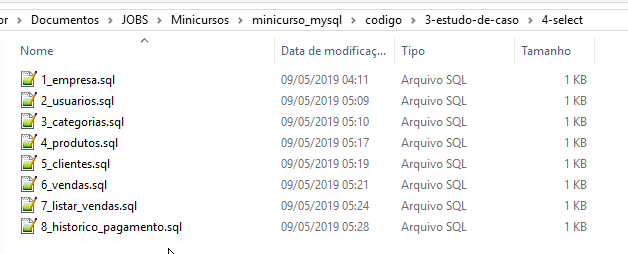 or > Documentos > JOBS > Minicursos > minicurso_mysql > codigo > 3-estudo-de-caso > 4-select
Nome Data de modificaç... Tipo Tamanho
1_empresa.sql 09/05/2019 04:11 Arquivo SQL 1 KB
2_usuarios.sql 09/05/2019 05:09 Arquivo SQL 1 KB
3_categorias.sql 09/05/2019 05:10 Arquivo SQL 1 KB
4_produtos.sql 09/05/2019 05:17 Arquivo SQL 1 KB
5_clientes.sql 09/05/2019 05:19 Arquivo SQL 1 KB
6_vendas.sql 09/05/2019 05:21 Arquivo SQL 1 KB
7_listar_vendas.sql 09/05/2019 05:24 Arquivo SQL 1 KB
8_historico_pagamento.sql 09/05/2019 05:28 Arquivo SQL 1 KB